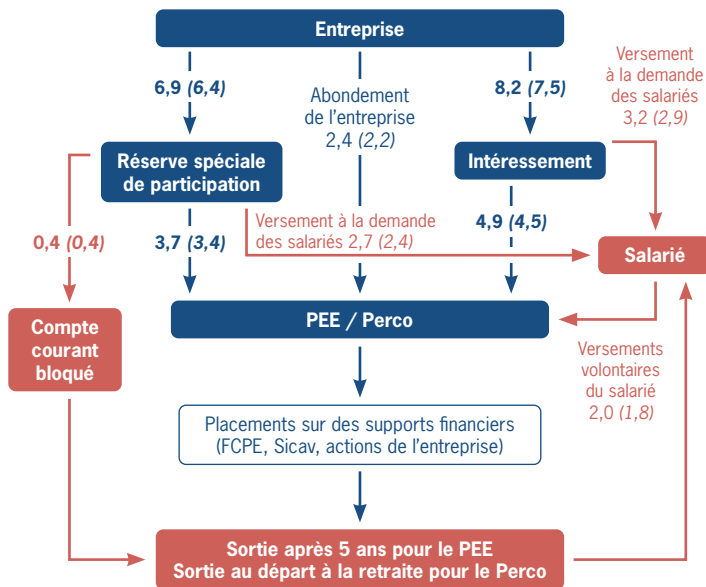 Entreprise
6,9 (6,4)
Abondement
de l'entreprise
2,4 (2,2)
8,2 (7,5)
Versement
à la demande
des salariés
3,2 (2,9)
Réserve spéciale
de participation
Intéressement
0,4 (0,4)
3,7 (3,4)
Versement à la demande
des salariés 2,7 (2,4)
4,9 (4,5)
Salarié
Compte
courant
bloqué
PEE / Perco
Versements
volontaires
du salarié
2,0 (1,8)
Placements sur des supports financiers
(FCPE, Sicav, actions de l'entreprise)
Sortie après 5 ans pour le PEE
Sortie au départ à la retraite pour le Perco